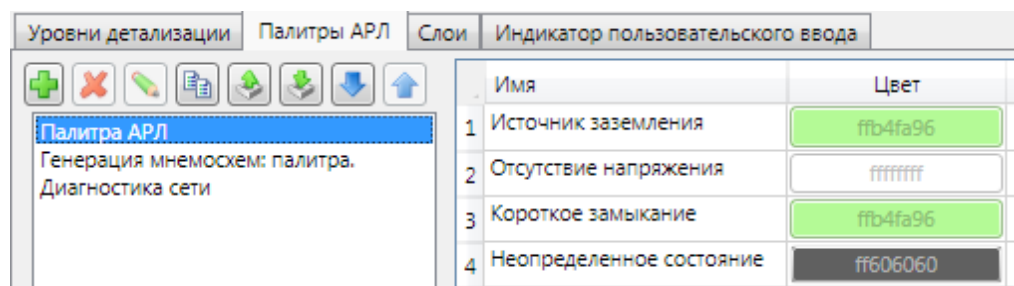 Уровни детализации Палитры АРЛ Слои Индикатор пользовательского ввода
Имя Цвет
Палитра АРЛ
Генерация мнемосхем: палитра.
Диагностика сети
1 Источник заземления ffb4fa96
2 Отсутствие напряжения ffffffff
3 Короткое замыкание ffb4fa96
4 Неопределенное состояние ff606060